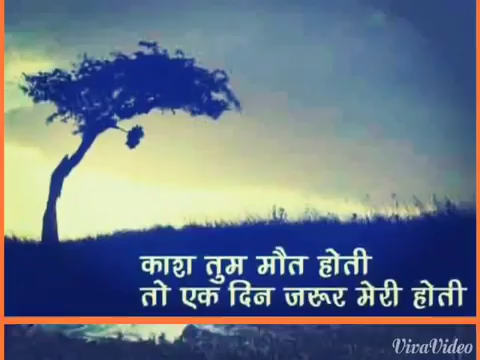 काश तुम मौत होती
तो एक दिन जरूर मेरी होती
VivaVideo